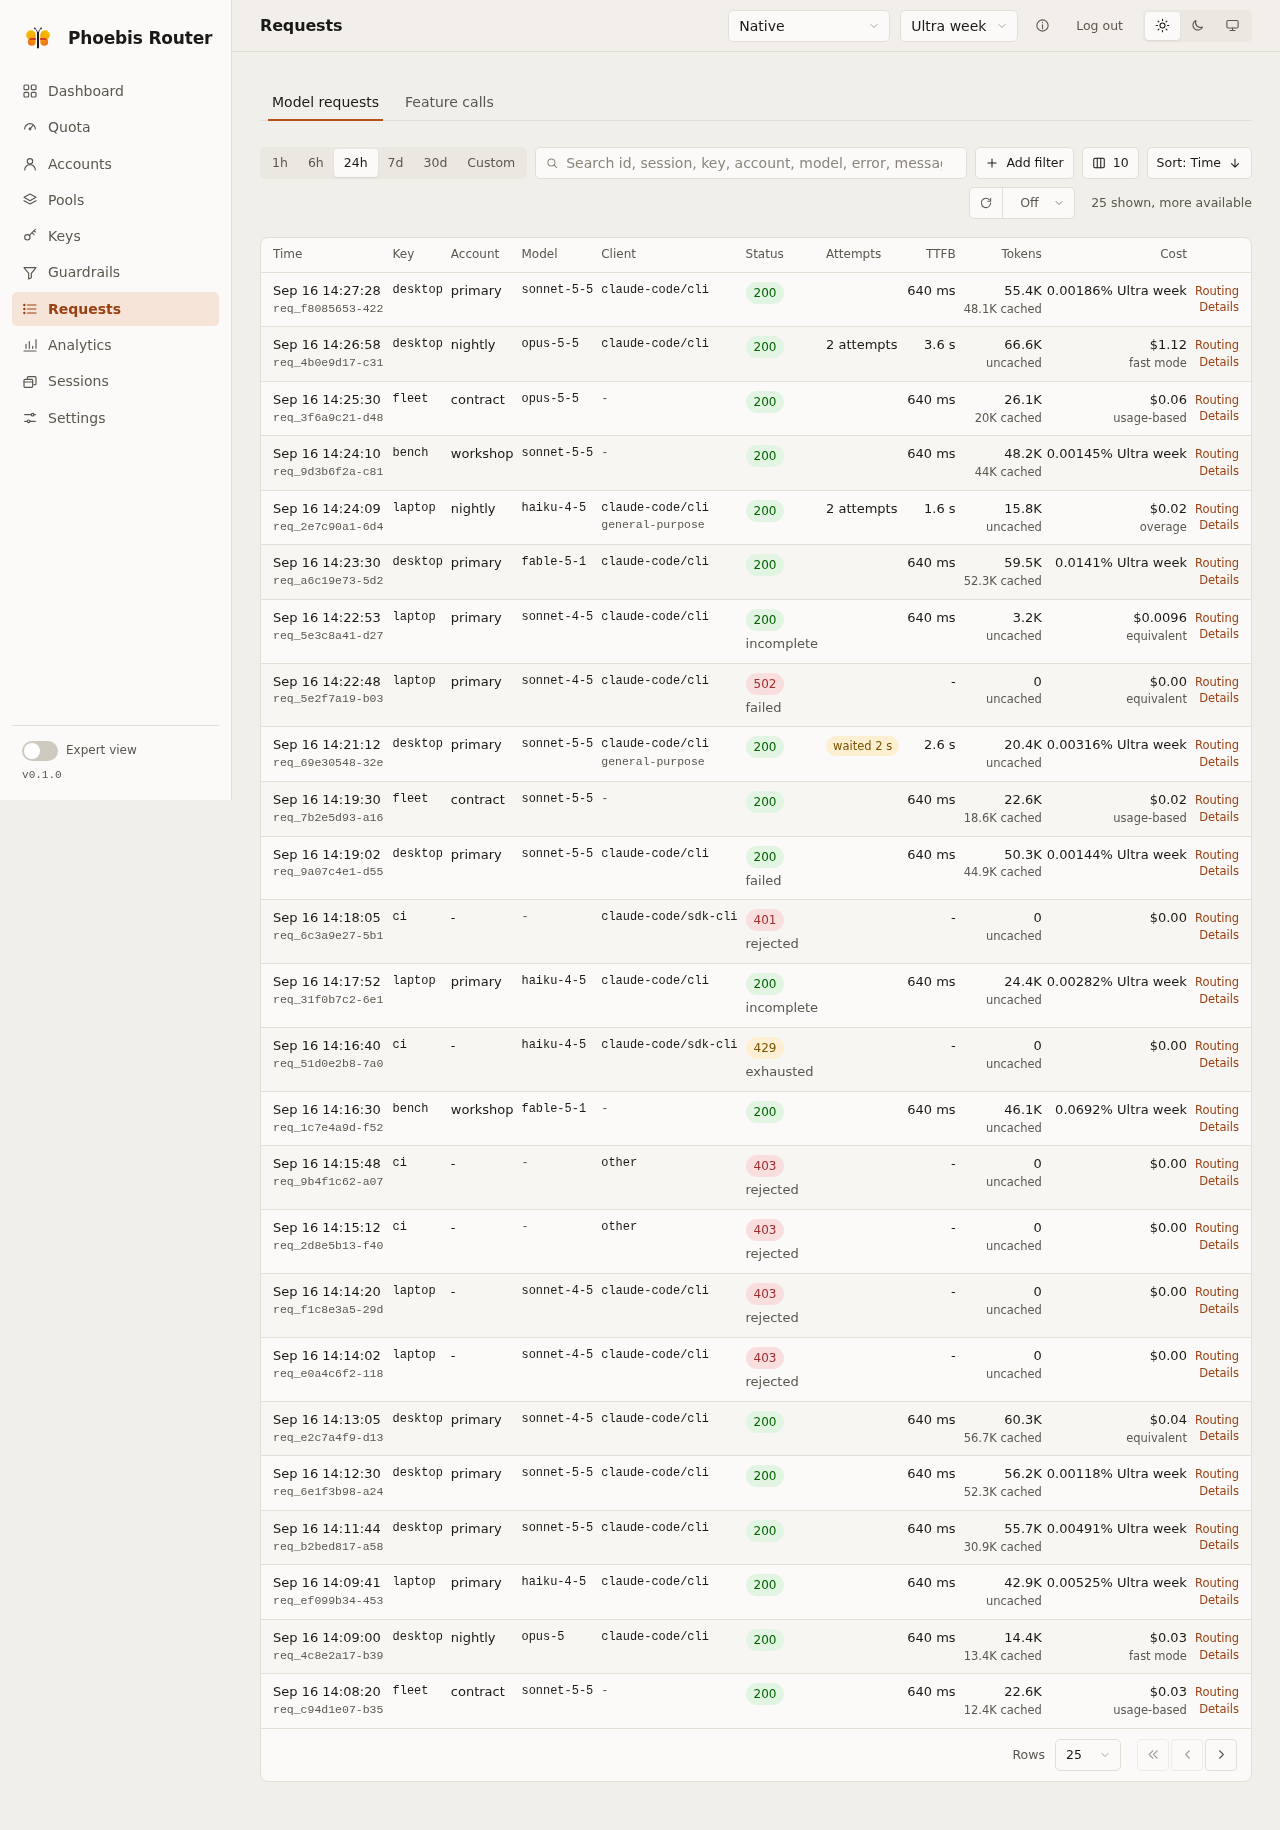 Phoebis Router
Dashboard
Quota
Accounts
Pools
Keys
Guardrails
Requests
Analytics
Sessions
Settings
Expert view
v0.1.0
Requests
Native
Ultra week
Log out
Model requests Feature calls
1h 6h 24h 7d 30d Custom
Search id, session, key, account, model, error, messag
Add filter
10
Sort: Time
Off
25 shown, more available
Time Key Account Model Client Status Attempts TTFB Tokens Cost
Sep 16 14:27:28 desktop primary sonnet-5-5 claude-code/cli 200 640 ms 55.4K 0.00186% Ultra week Routing
req_f8085653-422 48.1K cached Details
Sep 16 14:26:58 desktop nightly opus-5-5 claude-code/cli 200 2 attempts 3.6 s 66.6K $1.12 Routing
req_4b0e9d17-c31 uncached fast mode Details
Sep 16 14:25:30 fleet contract opus-5-5 - 200 640 ms 26.1K $0.06 Routing
req_3f6a9c21-d48 20K cached usage-based Details
Sep 16 14:24:10 bench workshop sonnet-5-5 - 200 640 ms 48.2K 0.00145% Ultra week Routing
req_9d3b6f2a-c81 44K cached Details
Sep 16 14:24:09 laptop nightly haiku-4-5 claude-code/cli 200 2 attempts 1.6 s 15.8K $0.02 Routing
req_2e7c90a1-6d4 general-purpose uncached overage Details
Sep 16 14:23:30 desktop primary fable-5-1 claude-code/cli 200 640 ms 59.5K 0.0141% Ultra week Routing
req_a6c19e73-5d2 52.3K cached Details
Sep 16 14:22:53 laptop primary sonnet-4-5 claude-code/cli 200 640 ms 3.2K $0.0096 Routing
req_5e3c8a41-d27 incomplete uncached equivalent Details
Sep 16 14:22:48 laptop primary sonnet-4-5 claude-code/cli 502 - 0 $0.00 Routing
req_5e2f7a19-b03 failed uncached equivalent Details
Sep 16 14:21:12 desktop primary sonnet-5-5 claude-code/cli 200 waited 2 s 2.6 s 20.4K 0.00316% Ultra week Routing
req_69e30548-32e general-purpose uncached Details
Sep 16 14:19:30 fleet contract sonnet-5-5 - 200 640 ms 22.6K $0.02 Routing
req_7b2e5d93-a16 18.6K cached usage-based Details
Sep 16 14:19:02 desktop primary sonnet-5-5 claude-code/cli 200 640 ms 50.3K 0.00144% Ultra week Routing
req_9a07c4e1-d55 failed 44.9K cached Details
Sep 16 14:18:05 ci - - claude-code/sdk-cli 401 - 0 $0.00 Routing
req_6c3a9e27-5b1 rejected uncached Details
Sep 16 14:17:52 laptop primary haiku-4-5 claude-code/cli 200 640 ms 24.4K 0.00282% Ultra week Routing
req_31f0b7c2-6e1 incomplete uncached Details
Sep 16 14:16:40 ci - haiku-4-5 claude-code/sdk-cli 429 - 0 $0.00 Routing
req_51d0e2b8-7a0 exhausted uncached Details
Sep 16 14:16:30 bench workshop fable-5-1 - 200 640 ms 46.1K 0.0692% Ultra week Routing
req_1c7e4a9d-f52 uncached Details
Sep 16 14:15:48 ci - - other 403 - 0 $0.00 Routing
req_9b4f1c62-a07 rejected uncached Details
Sep 16 14:15:12 ci - - other 403 - 0 $0.00 Routing
req_2d8e5b13-f40 rejected uncached Details
Sep 16 14:14:20 laptop - sonnet-4-5 claude-code/cli 403 - 0 $0.00 Routing
req_f1c8e3a5-29d rejected uncached Details
Sep 16 14:14:02 laptop - sonnet-4-5 claude-code/cli 403 - 0 $0.00 Routing
req_e0a4c6f2-118 rejected uncached Details
Sep 16 14:13:05 desktop primary sonnet-4-5 claude-code/cli 200 640 ms 60.3K $0.04 Routing
req_e2c7a4f9-d13 56.7K cached equivalent Details
Sep 16 14:12:30 desktop primary sonnet-5-5 claude-code/cli 200 640 ms 56.2K 0.00118% Ultra week Routing
req_6e1f3b98-a24 52.3K cached Details
Sep 16 14:11:44 desktop primary sonnet-5-5 claude-code/cli 200 640 ms 55.7K 0.00491% Ultra week Routing
req_b2bed817-a58 30.9K cached Details
Sep 16 14:09:41 laptop primary haiku-4-5 claude-code/cli 200 640 ms 42.9K 0.00525% Ultra week Routing
req_ef099b34-453 uncached Details
Sep 16 14:09:00 desktop nightly opus-5 claude-code/cli 200 640 ms 14.4K $0.03 Routing
req_4c8e2a17-b39 13.4K cached fast mode Details
Sep 16 14:08:20 fleet contract sonnet-5-5 - 200 640 ms 22.6K $0.03 Routing
req_c94d1e07-b35 12.4K cached usage-based Details
Rows 25